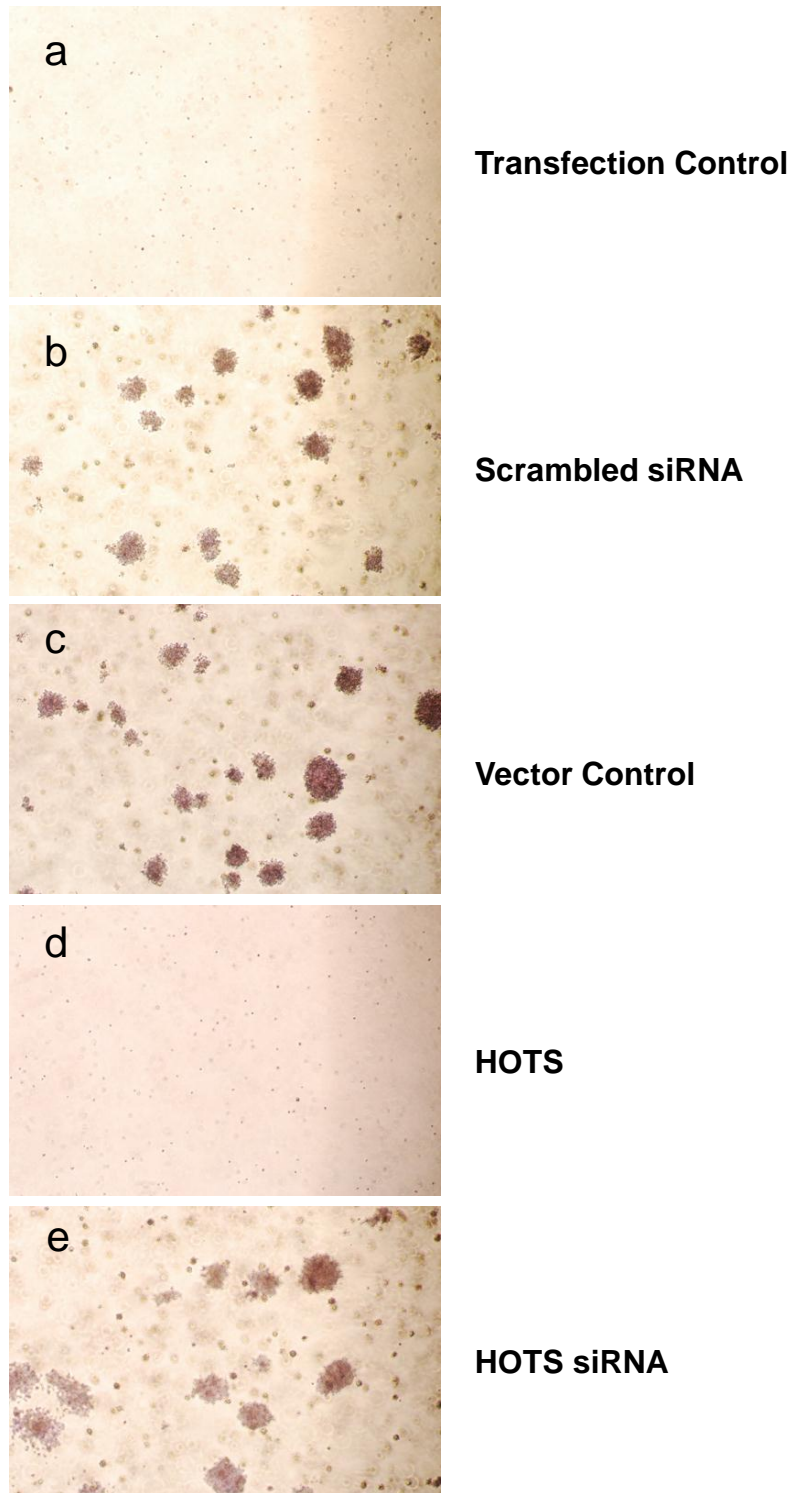 a
Transfection Control
b
Scrambled siRNA
c
Vector Control
d
HOTS
e
HOTS siRNA